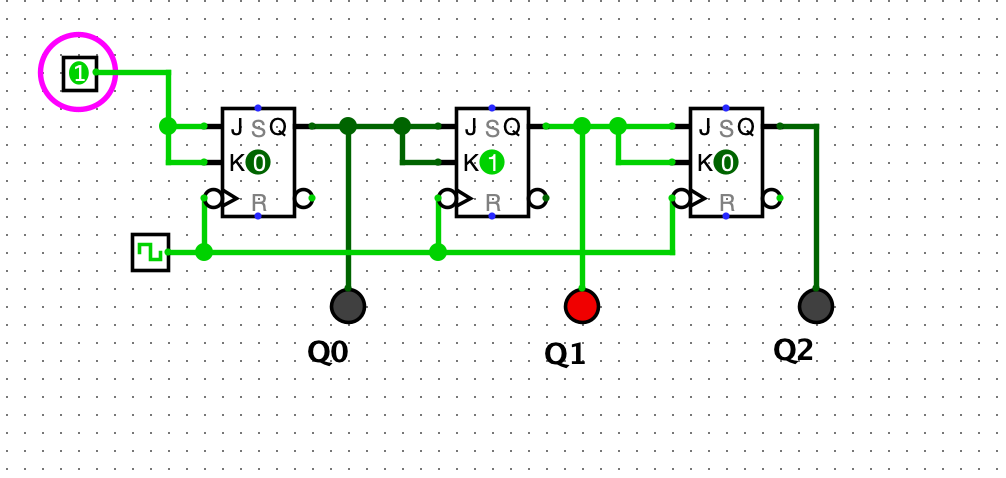 1
J S Q J S Q J S Q
K 0 K 1 K 0
R R R
Q0 Q1 Q2